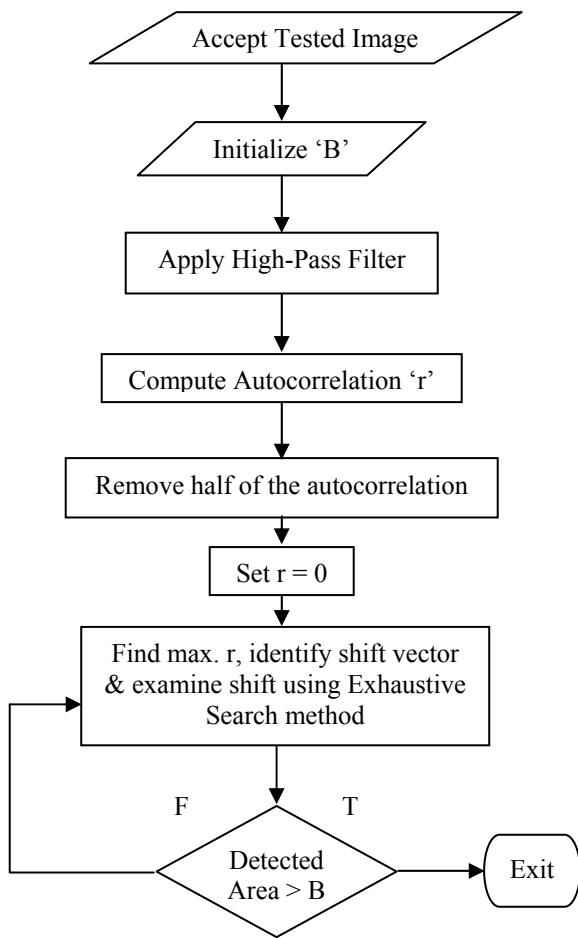 Accept Tested Image
Initialize ‘B’
Apply High-Pass Filter
Compute Autocorrelation ‘r’
Remove half of the autocorrelation
Set r = 0
Find max. r, identify shift vector
& examine shift using Exhaustive
Search method
F
T
Detected
Area > B
Exit